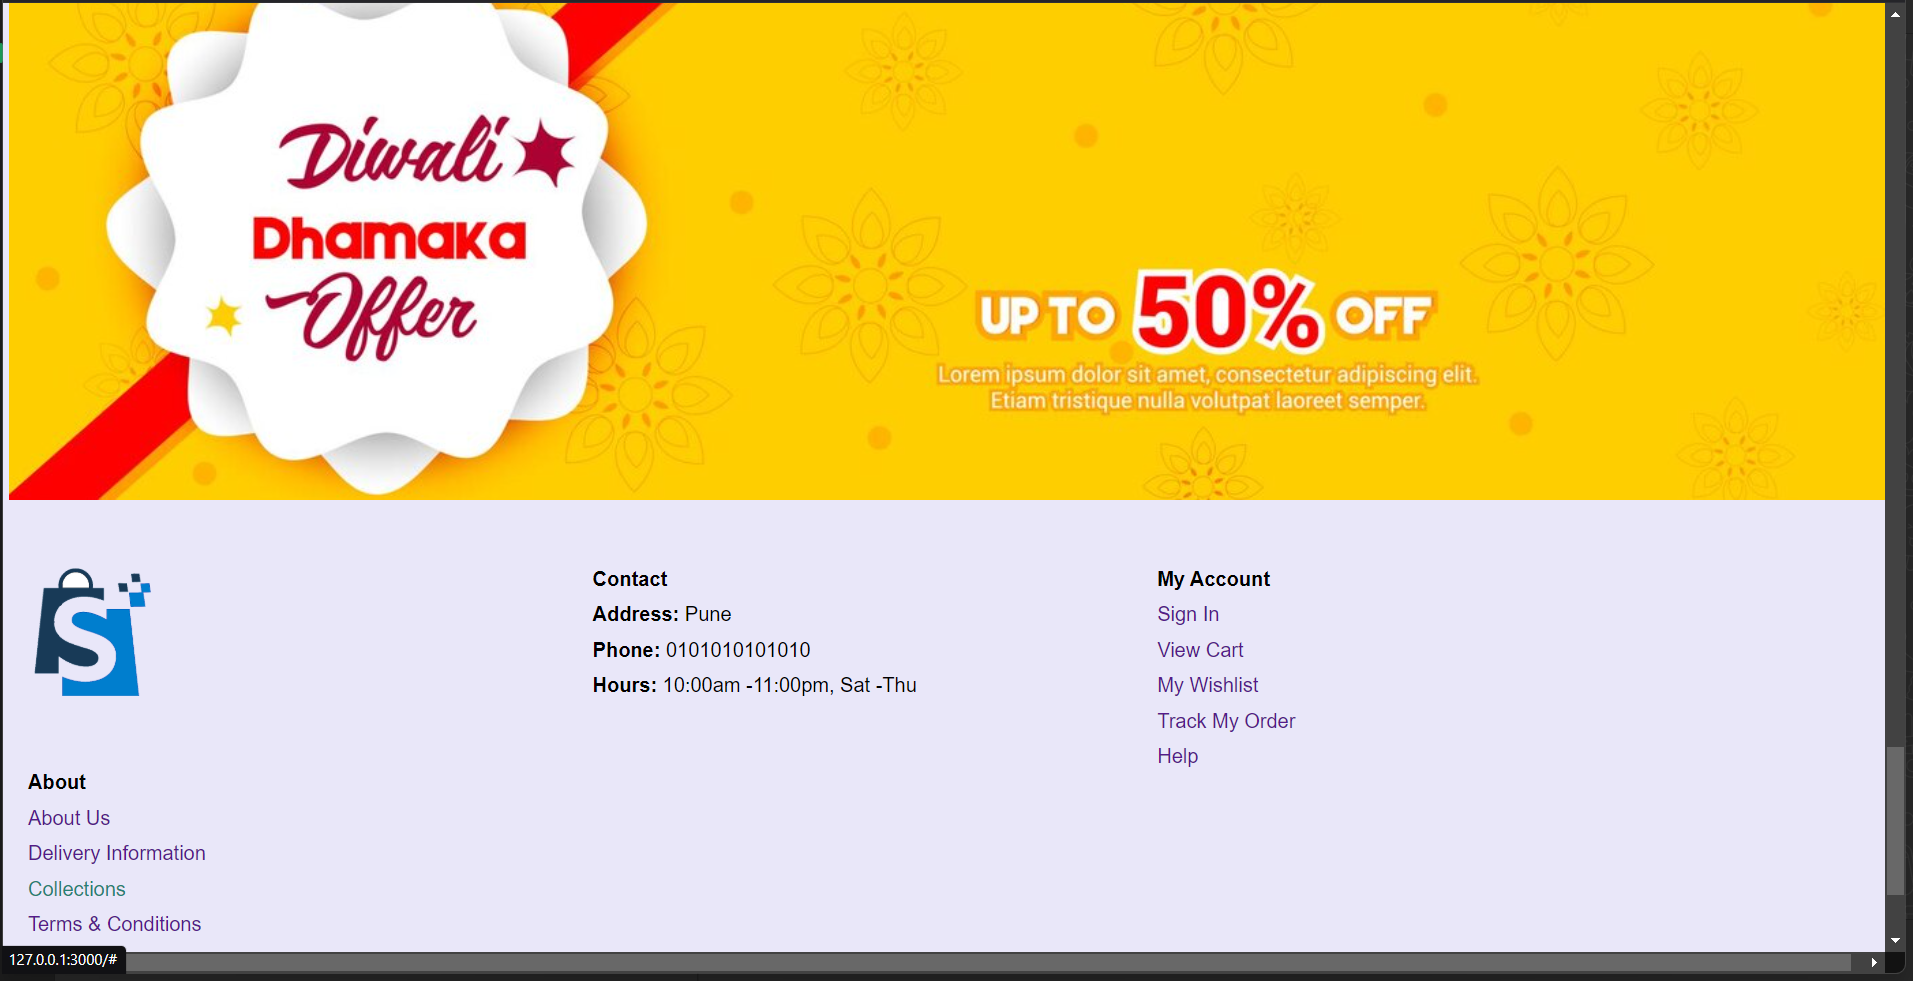 Diwali
Dhamaka
Offer
UP TO 50% OFF
Lorem ipsum dolor sit amet, consectetur adipiscing elit.
Etiam tristique nulla volutpat laoreet semper.
S
Contact
Address: Pune
Phone: 0101010101010
Hours: 10:00am -11:00pm, Sat -Thu
My Account
Sign In
View Cart
My Wishlist
Track My Order
Help
About
About Us
Delivery Information
Collections
Terms & Conditions
127.0.0.1:3000/#